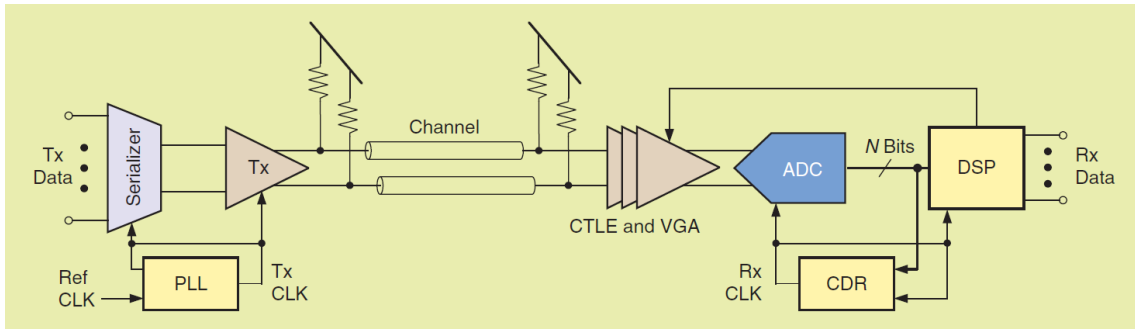 Channel
Serializer
Tx
Data
Tx
ADC
N Bits
DSP
Rx
Data
CTLE and VGA
Ref
CLK
PLL
Tx
CLK
Rx
CLK
CDR